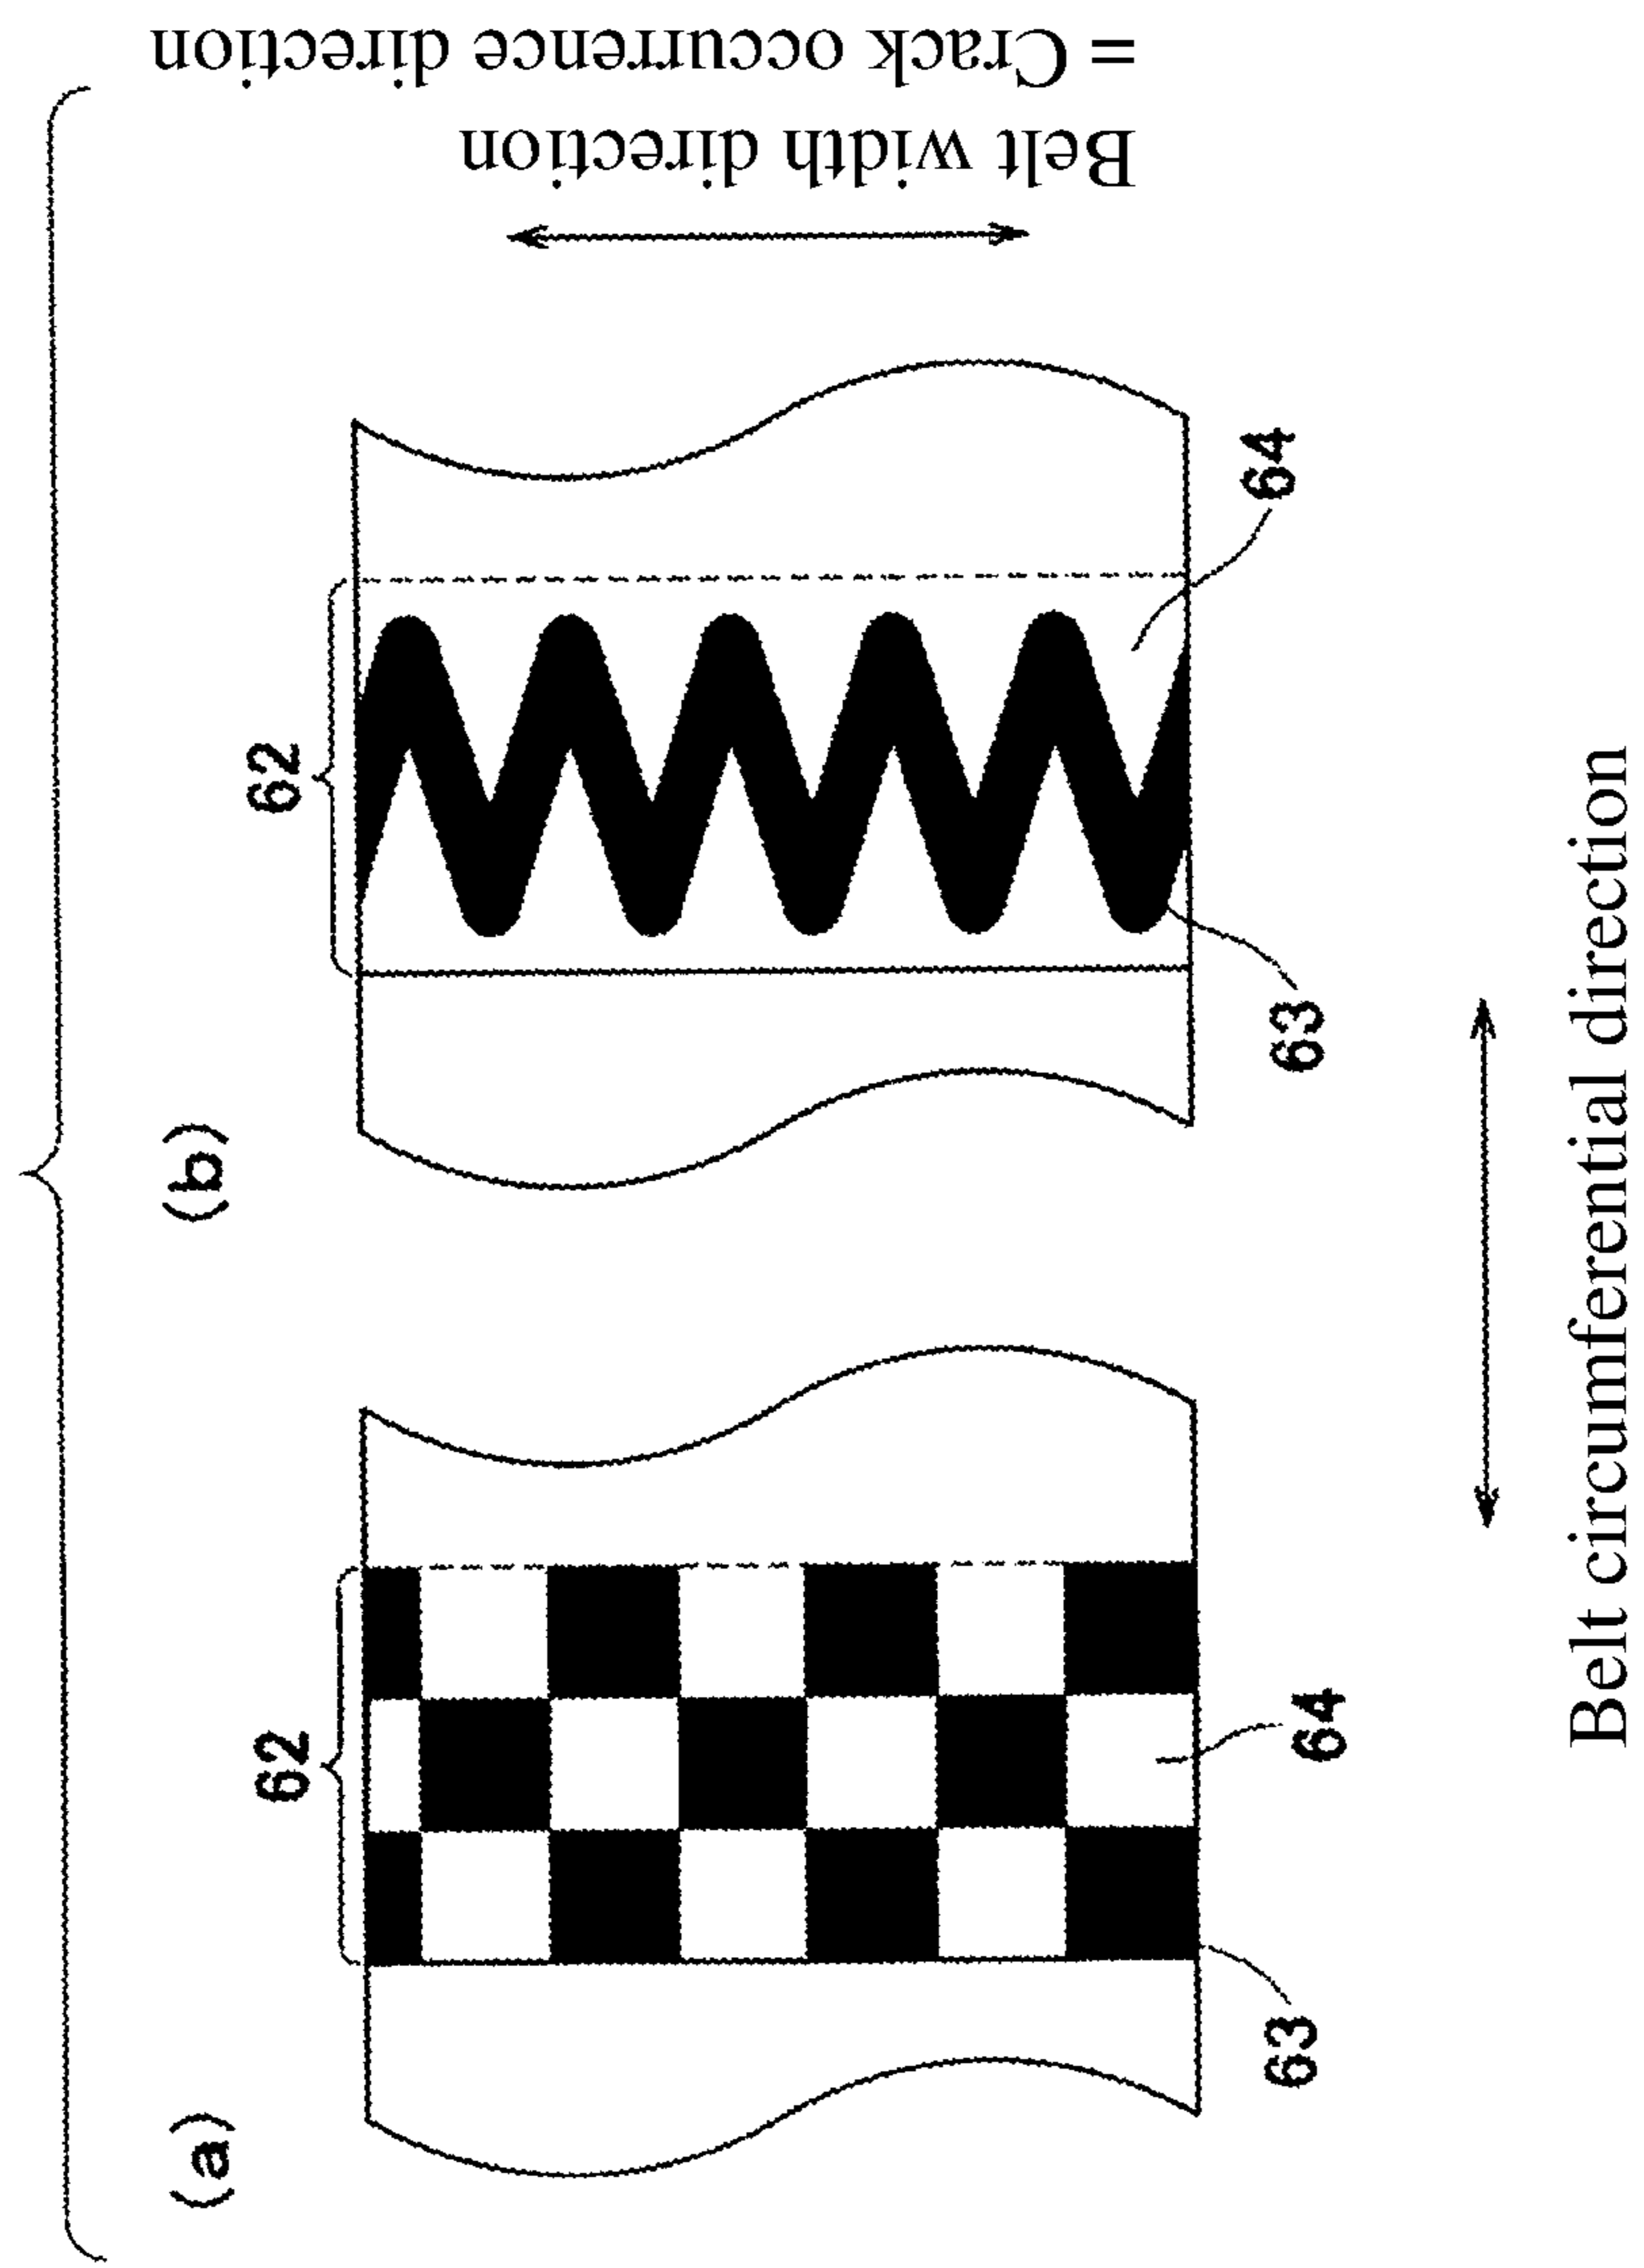 (a)
62
64
63
(b)
62
64
63
Belt width direction
= Crack occurrence direction
Belt circumferential direction